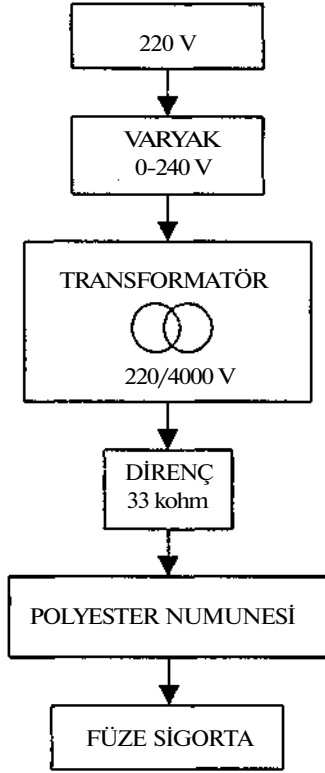 220 V
VARYAK
0-240 V
TRANSFORMATÖR
220/4000 V
DİRENÇ
33 kohm
POLYESTER NUMUNESİ
FÜZE SİGORTA